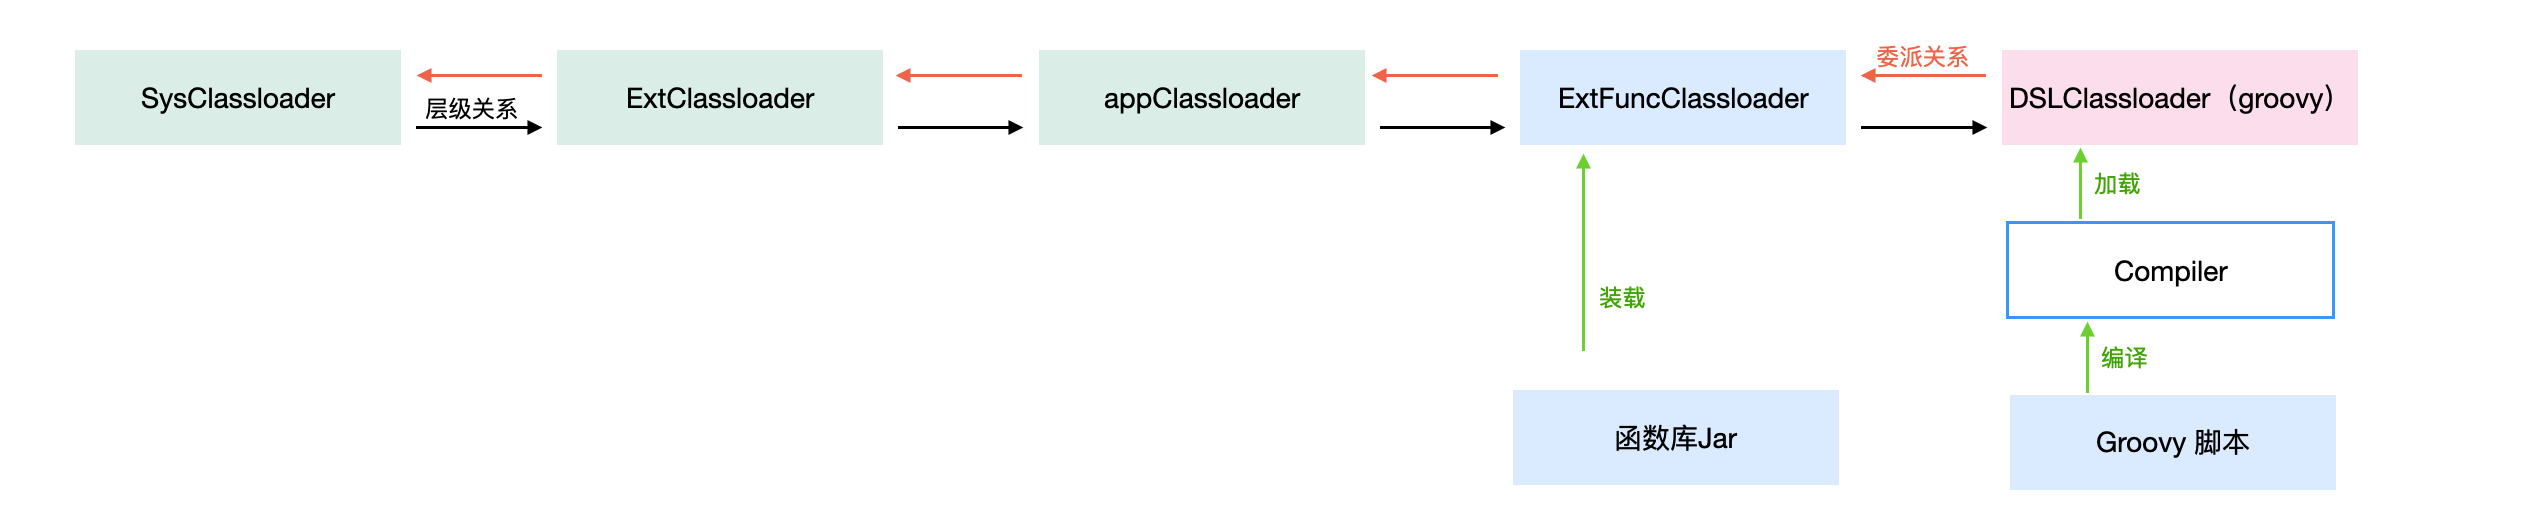 委派关系
SysClassloader
ExtClassloader
appClassloader
ExtFuncClassloader
DSLClassloader（groovy）
层级关系
加载
Compiler
装载
编译
函数库Jar
Groovy 脚本